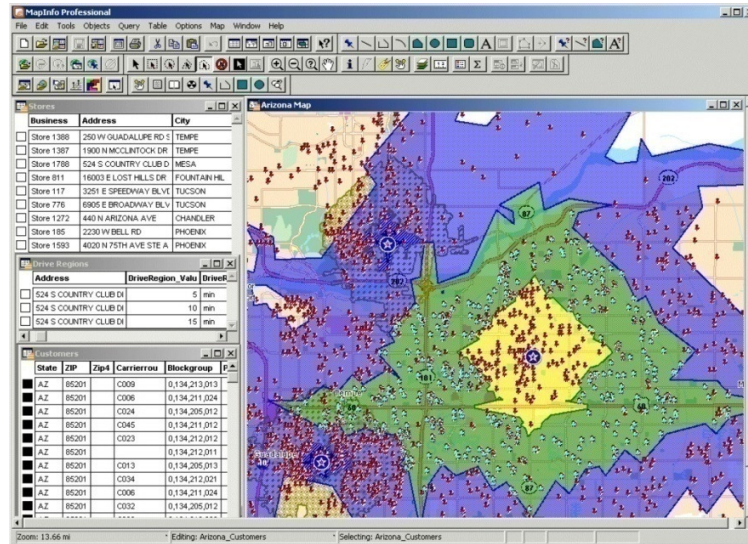 MapInfo Professional
File Edit Tools Objects Query Table Options Map Window Help
Stores
Business Address City
Store 1388 250 W GUADALUPE RD S TEMPE
Store 1387 1900 N MCCLINTOCK DR TEMPE
Store 1788 524 S COUNTRY CLUB D MESA
Store 811 16003 E LOST HILLS DR FOUNTAIN HIL
Store 117 3251 E SPEEDWAY BLVD TUCSON
Store 776 6905 E BROADWAY BLV TUCSON
Store 1272 440 N ARIZONA AVE CHANDLER
Store 185 2230 W BELL RD PHOENIX
Store 1593 4020 N 75TH AVE STE A PHOENIX
Drive Regions
Address DriveRegion_Valu DriveR
524 S COUNTRY CLUB DI 5 min
524 S COUNTRY CLUB DI 10 min
524 S COUNTRY CLUB DI 15 min
Customers
State ZIP Zip4 Carrierrou Blockgroup P
AZ 85201 C009 0,134,213,013
AZ 85201 C006 0,134,211,024
AZ 85201 C024 0,134,205,012
AZ 85201 C045 0,134,211,012
AZ 85201 C023 0,134,212,012
AZ 85201 0,134,212,011
AZ 85201 C013 0,134,205,013
AZ 85201 C034 0,134,212,021
AZ 85201 C006 0,134,211,024
AZ 85201 C032 0,134,205,012
Arizona Map
202
87
202
101
60
87
Zoom: 13.66 mi Editing: Arizona_Customers Selecting: Arizona_Customers